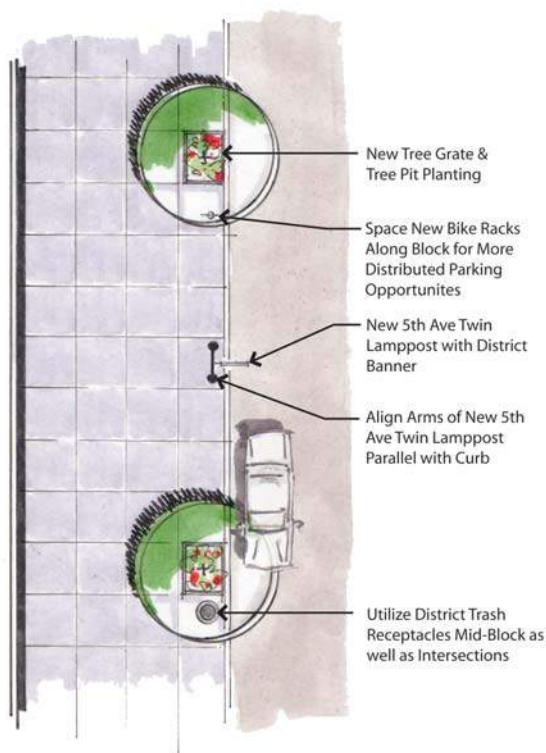 New Tree Grate &
Tree Pit Planting
Space New Bike Racks
Along Block for More
Distributed Parking
Opportunites
New 5th Ave Twin
Lamppost with District
Banner
Align Arms of New 5th
Ave Twin Lamppost
Parallel with Curb
Utilize District Trash
Receptacles Mid-Block as
well as Intersections